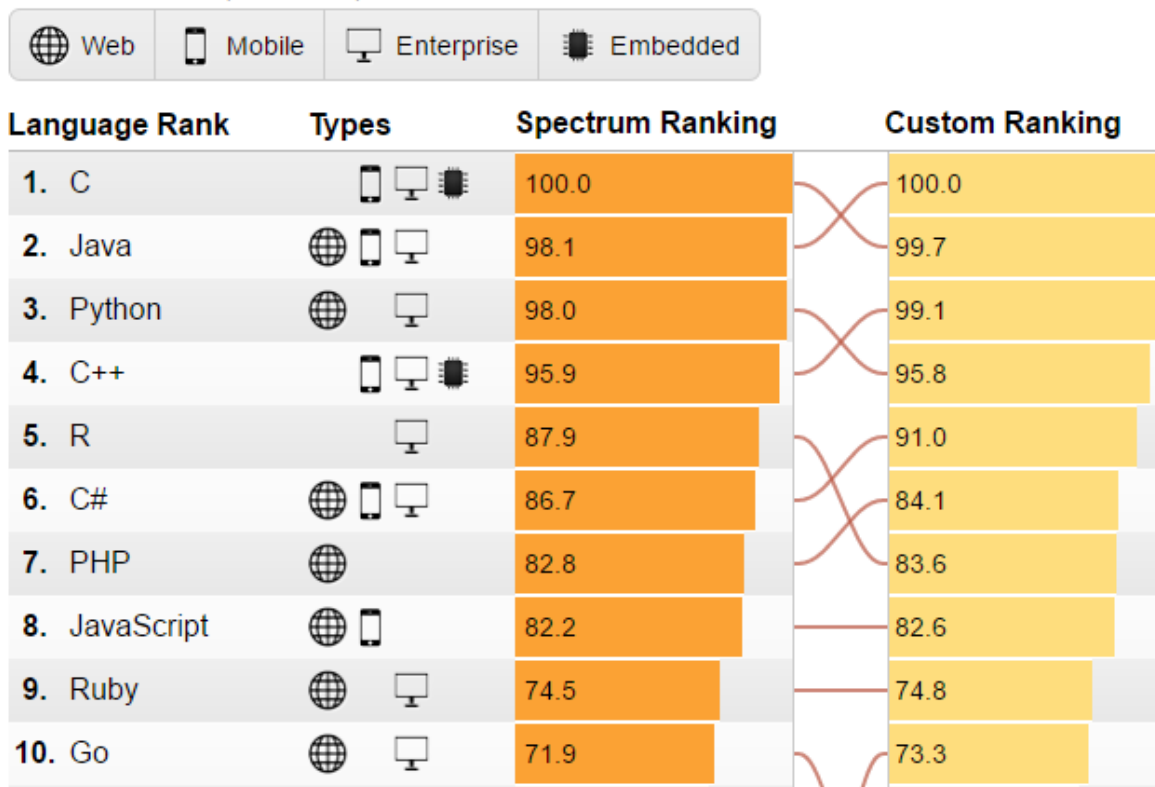 Web Mobile Enterprise Embedded
Language Rank Types Spectrum Ranking Custom Ranking
1. C 100.0 100.0
2. Java 98.1 99.7
3. Python 98.0 99.1
4. C++ 95.9 95.8
5. R 87.9 91.0
6. C# 86.7 84.1
7. PHP 82.8 83.6
8. JavaScript 82.2 82.6
9. Ruby 74.5 74.8
10. Go 71.9 73.3